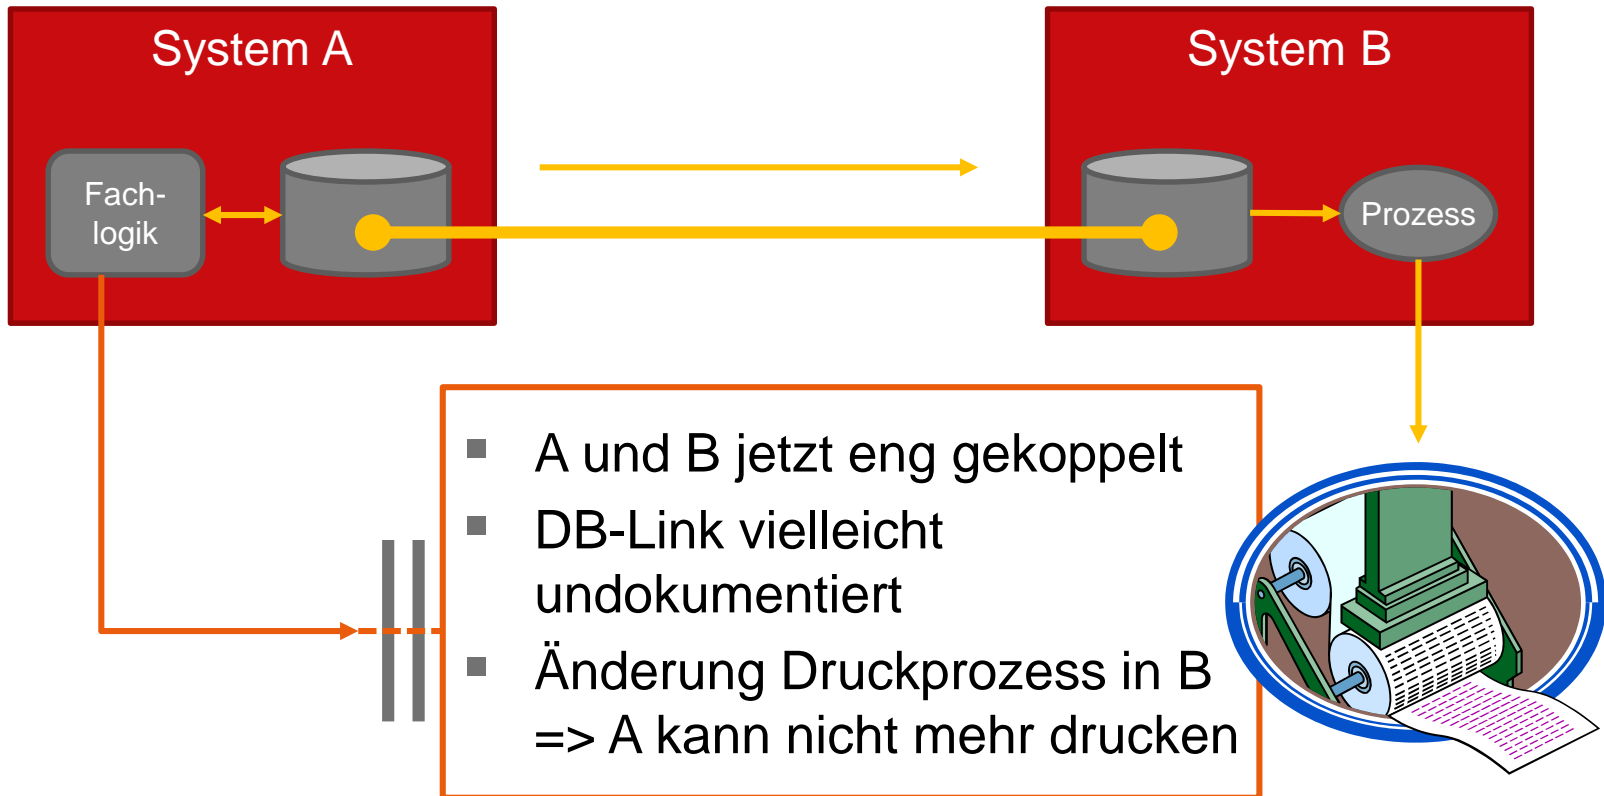 System A
System B
Fach-
logik
Prozess
A und B jetzt eng gekoppelt
DB-Link vielleicht
undokumentiert
Änderung Druckprozess in B
=> A kann nicht mehr drucken